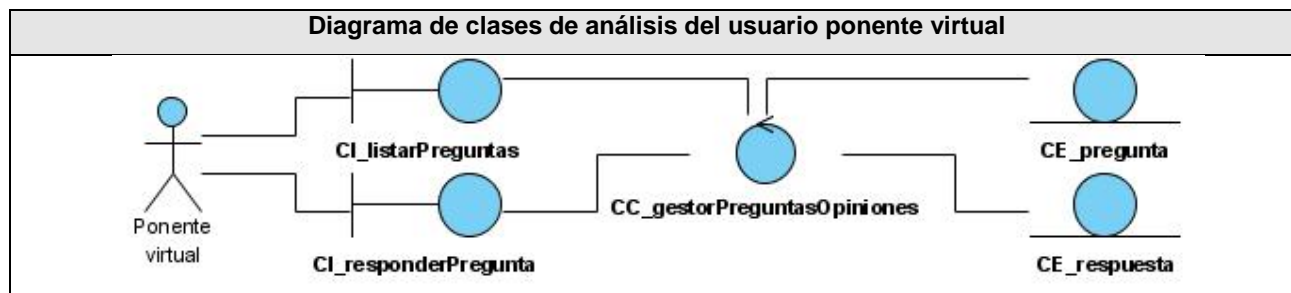 Diagrama de clases de análisis del usuario ponente virtual
CI_listarPreguntas
CE_pregunta
CC_gestorPreguntasOpiniones
Ponente
virtual
CI_responderPregunta
CE_respuesta